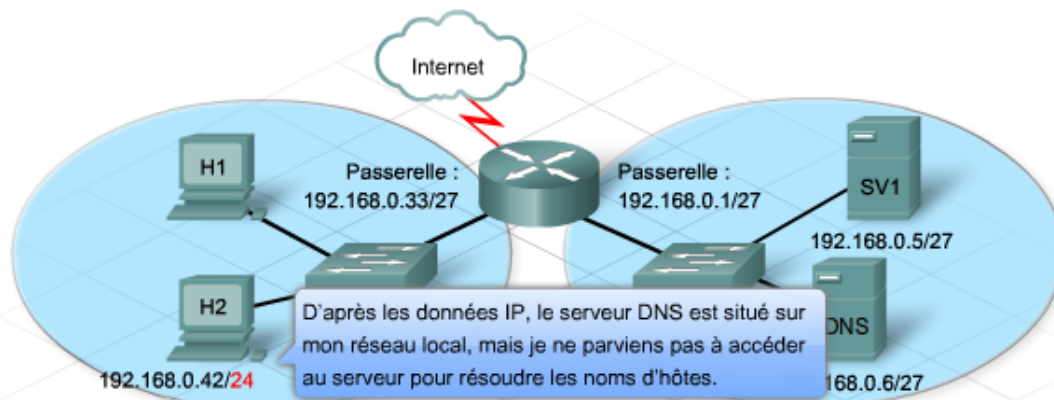 Internet
H1
Passerelle :
192.168.0.33/27
Passerelle :
192.168.0.1/27
SV1
192.168.0.5/27
H2
192.168.0.42/24
D'après les données IP, le serveur DNS est situé sur
mon réseau local, mais je ne parviens pas à accéder
au serveur pour résoudre les noms d'hôtes.
DNS
.168.0.6/27